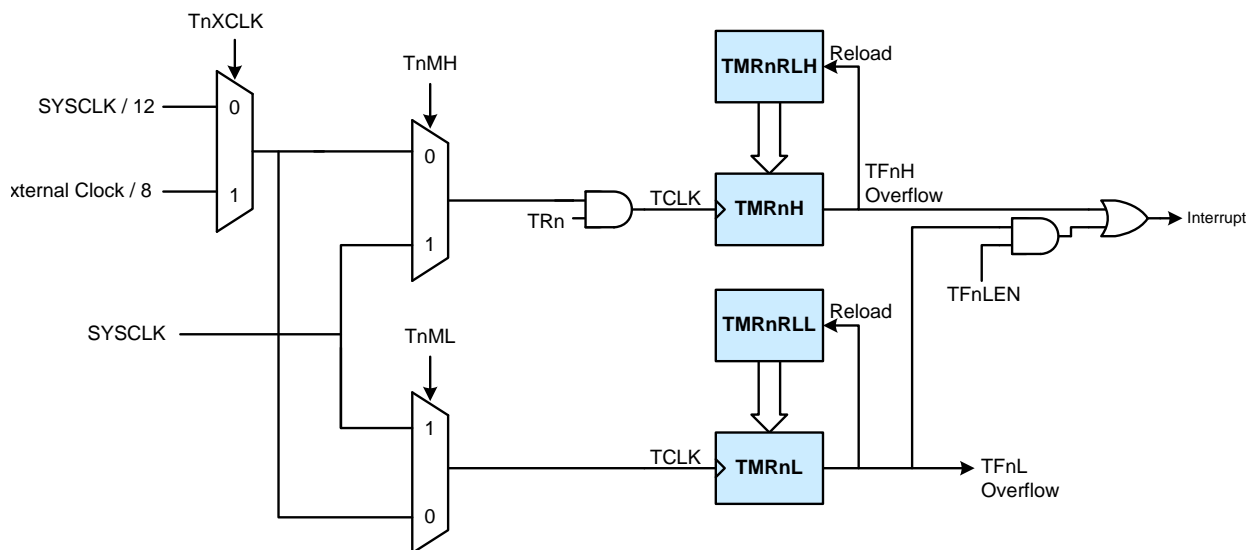 TnXCLK
SYSCLK / 12
0
xternal Clock / 8
1
TnMH
0
1
TRn
TCLK
TMRnRLH
Reload
TMRnH
TFnH
Overflow
Interrupt
TFnLEN
SYSCLK
TnML
1
0
TCLK
TMRnRLL
Reload
TMRnL
TFnL
Overflow